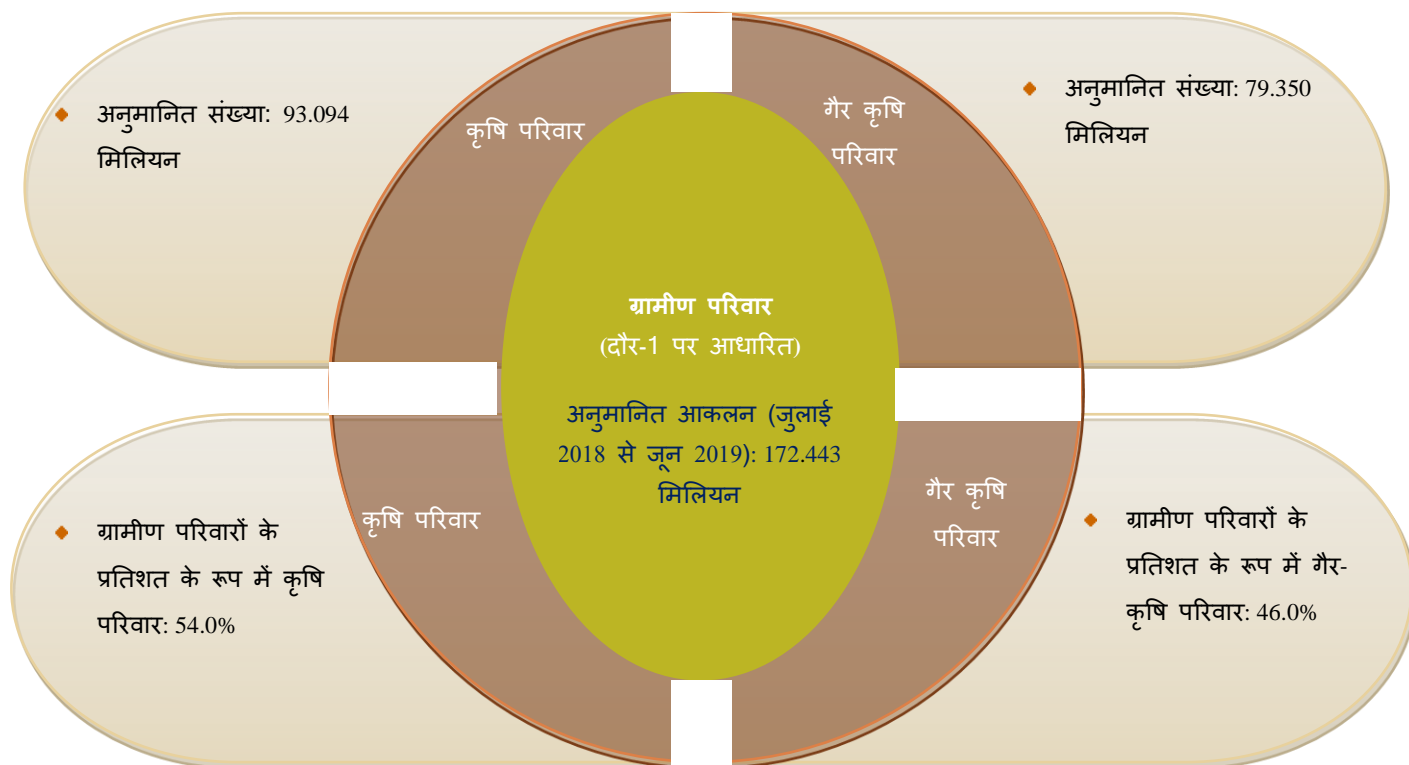 अनुमानित संख्या: 93.094
मिलियन
कृषि परिवार
गैर कृषि
परिवार
अनुमानित संख्या: 79.350
मिलियन
ग्रामीण परिवार
(दौर-1 पर आधारित)
अनुमानित आकलन (जुलाई
2018 से जून 2019): 172.443
मिलियन
ग्रामीण परिवारों के
प्रतिशत के रूप में कृषि
परिवार: 54.0%
कृषि परिवार
गैर कृषि
परिवार
ग्रामीण परिवारों के
प्रतिशत के रूप में गैर-
कृषि परिवार: 46.0%